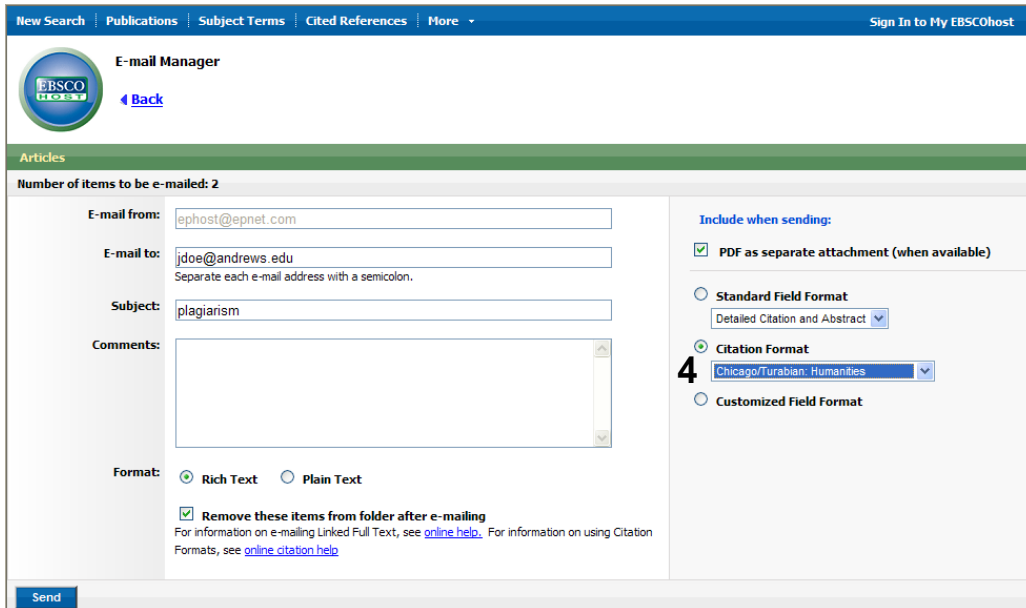 New Search Publications Subject Terms Cited References More Sign In to My EBSCOhost
EBSCO
HOST
E-mail Manager
Back
Articles
Number of items to be e-mailed: 2
E-mail from: ephost@epnet.com
E-mail to: jdoe@andrews.edu
Separate each e-mail address with a semicolon.
Subject: plagiarism
Comments:
Format: Rich Text Plain Text
Remove these items from folder after e-mailing
For information on e-mailing Linked Full Text, see online help. For information on using Citation
Formats, see online citation help
Send
Include when sending:
PDF as separate attachment (when available)
Standard Field Format
Detailed Citation and Abstract
Citation Format
4 Chicago/Turabian: Humanities
Customized Field Format